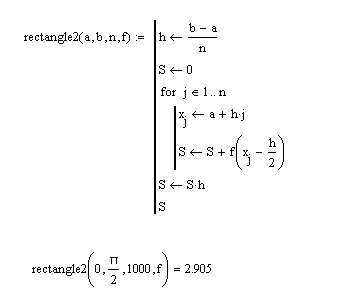 rectangle2(a,b,n,f) := h ← (b − a)/n
S ← 0
for j ∈ 1..n
x_j ← a + h·j
S ← S + f(x_j − h/2)
S ← S·h
S
rectangle2(0, π/2, 1000, f) = 2.905